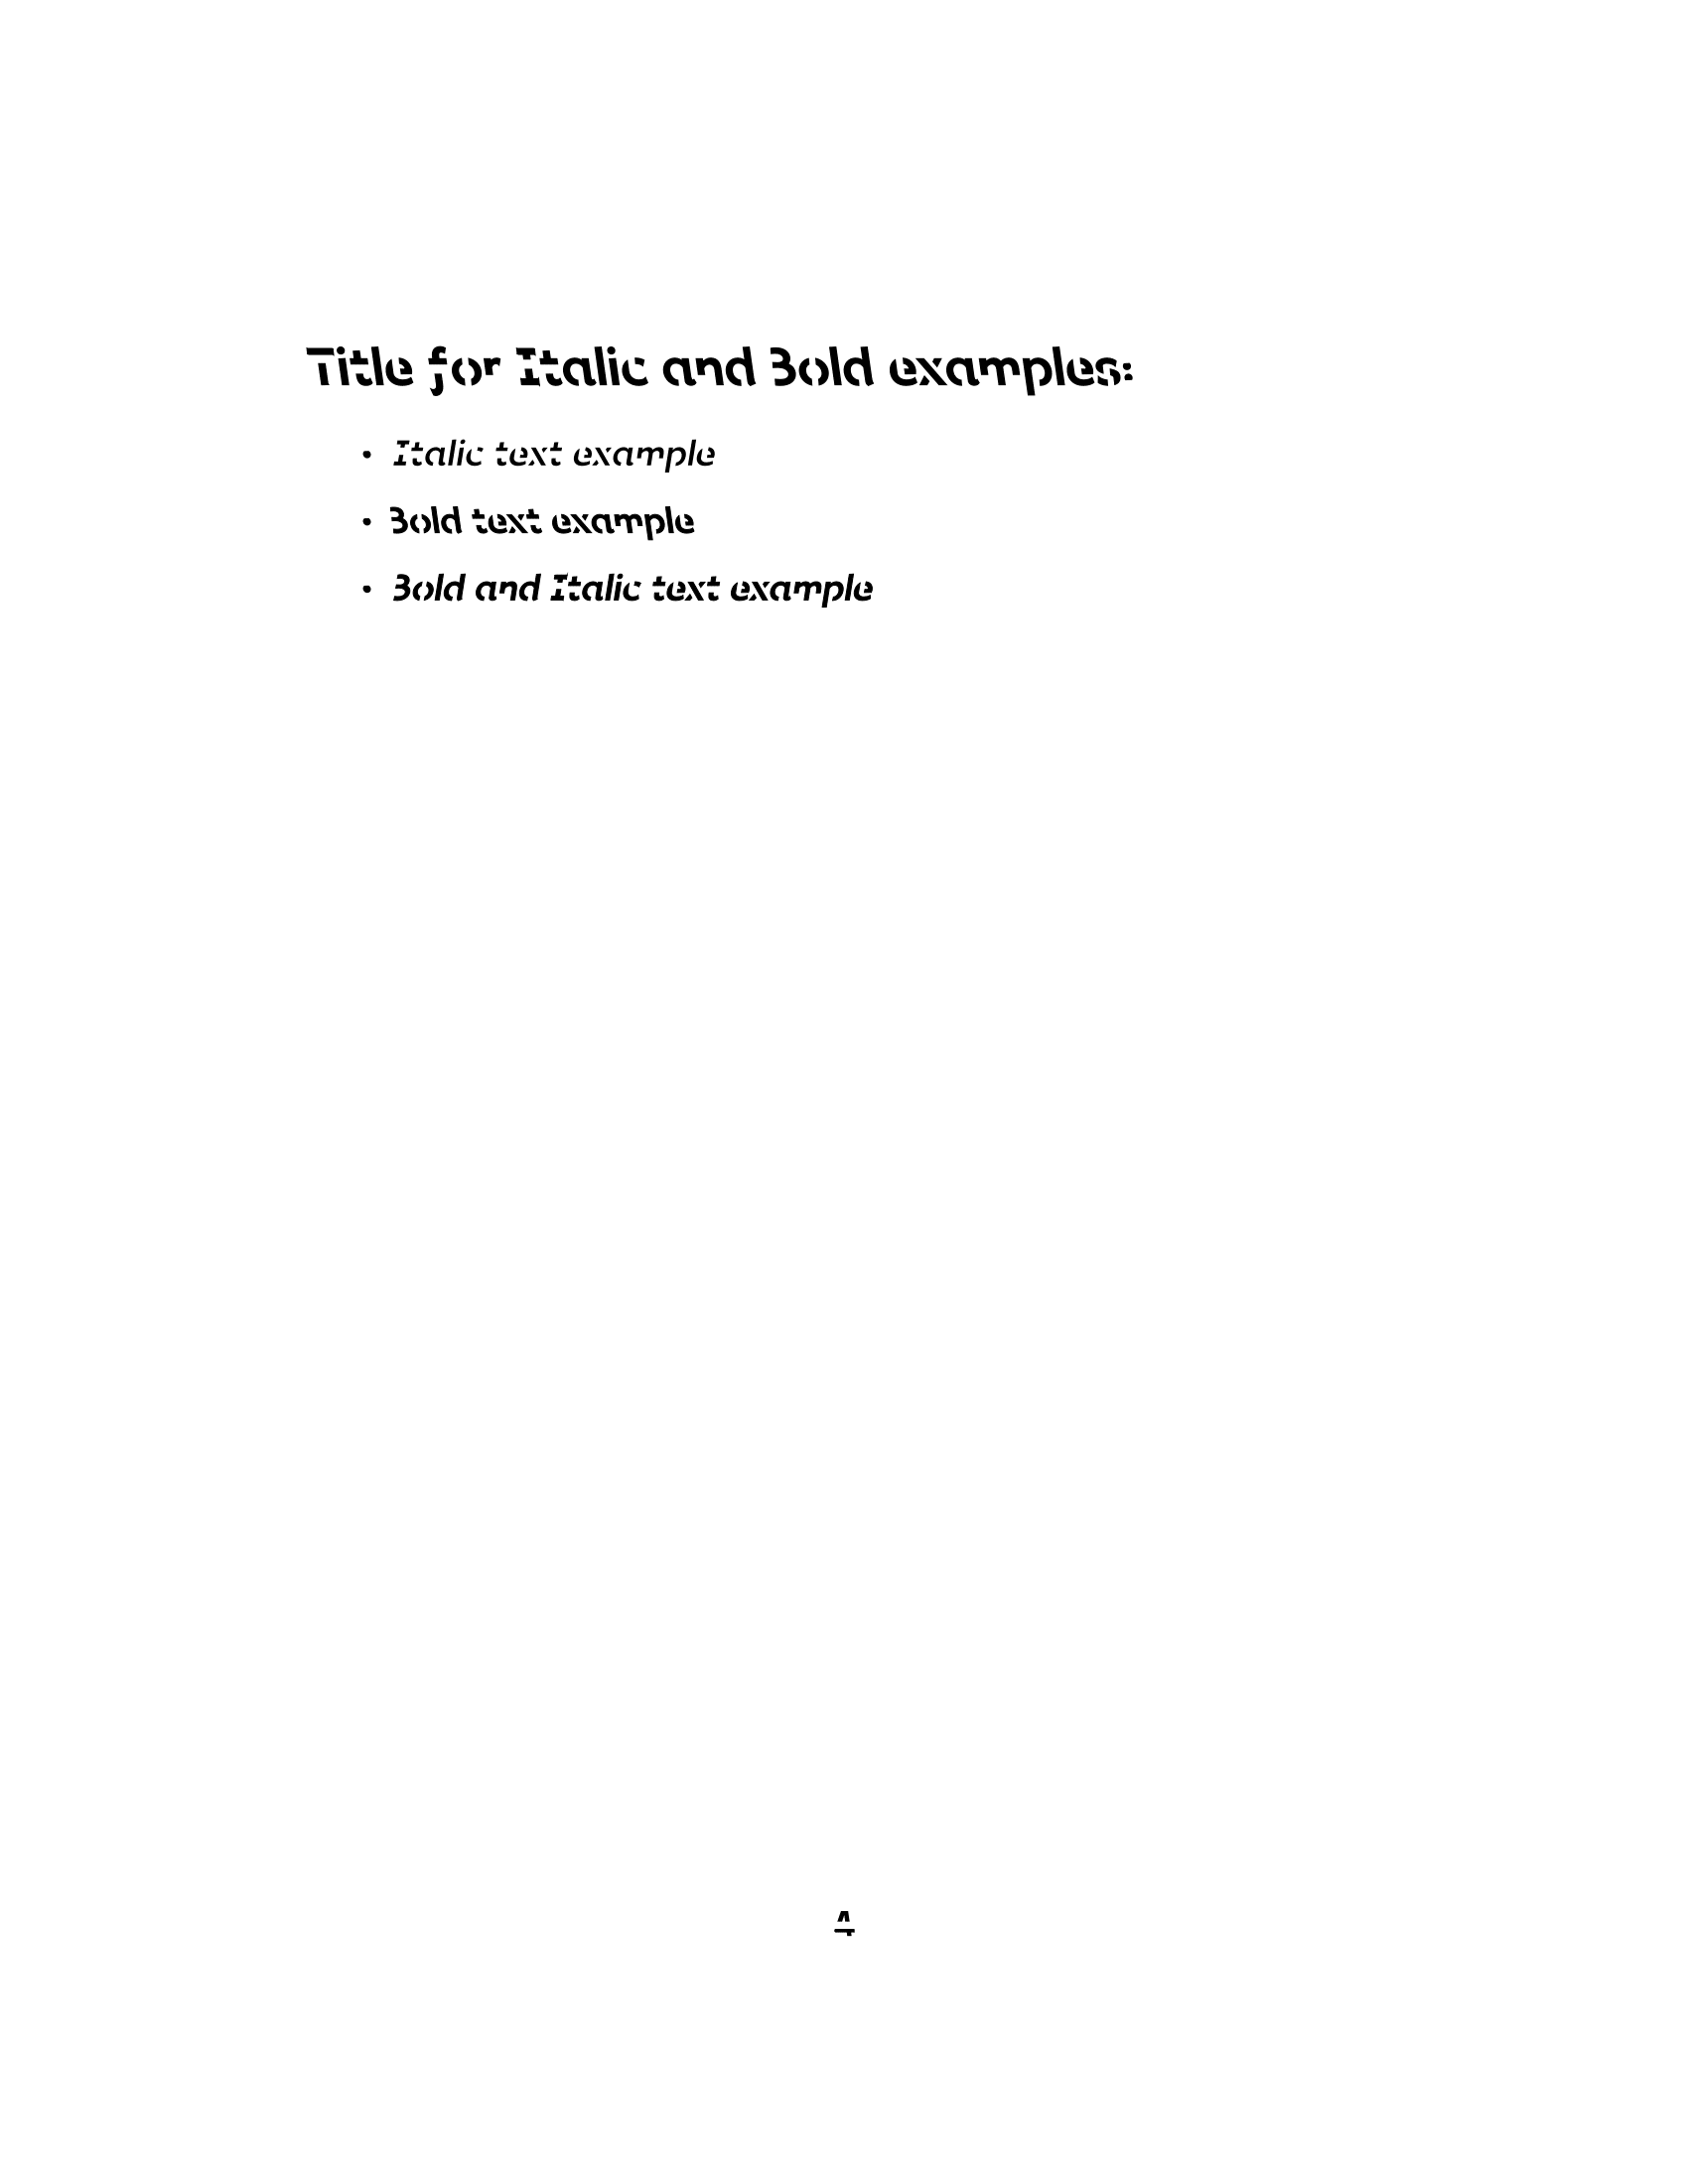 Title for Italic and Bold examples:
• Italic text example
• Bold text example
• Bold and Italic text example
4